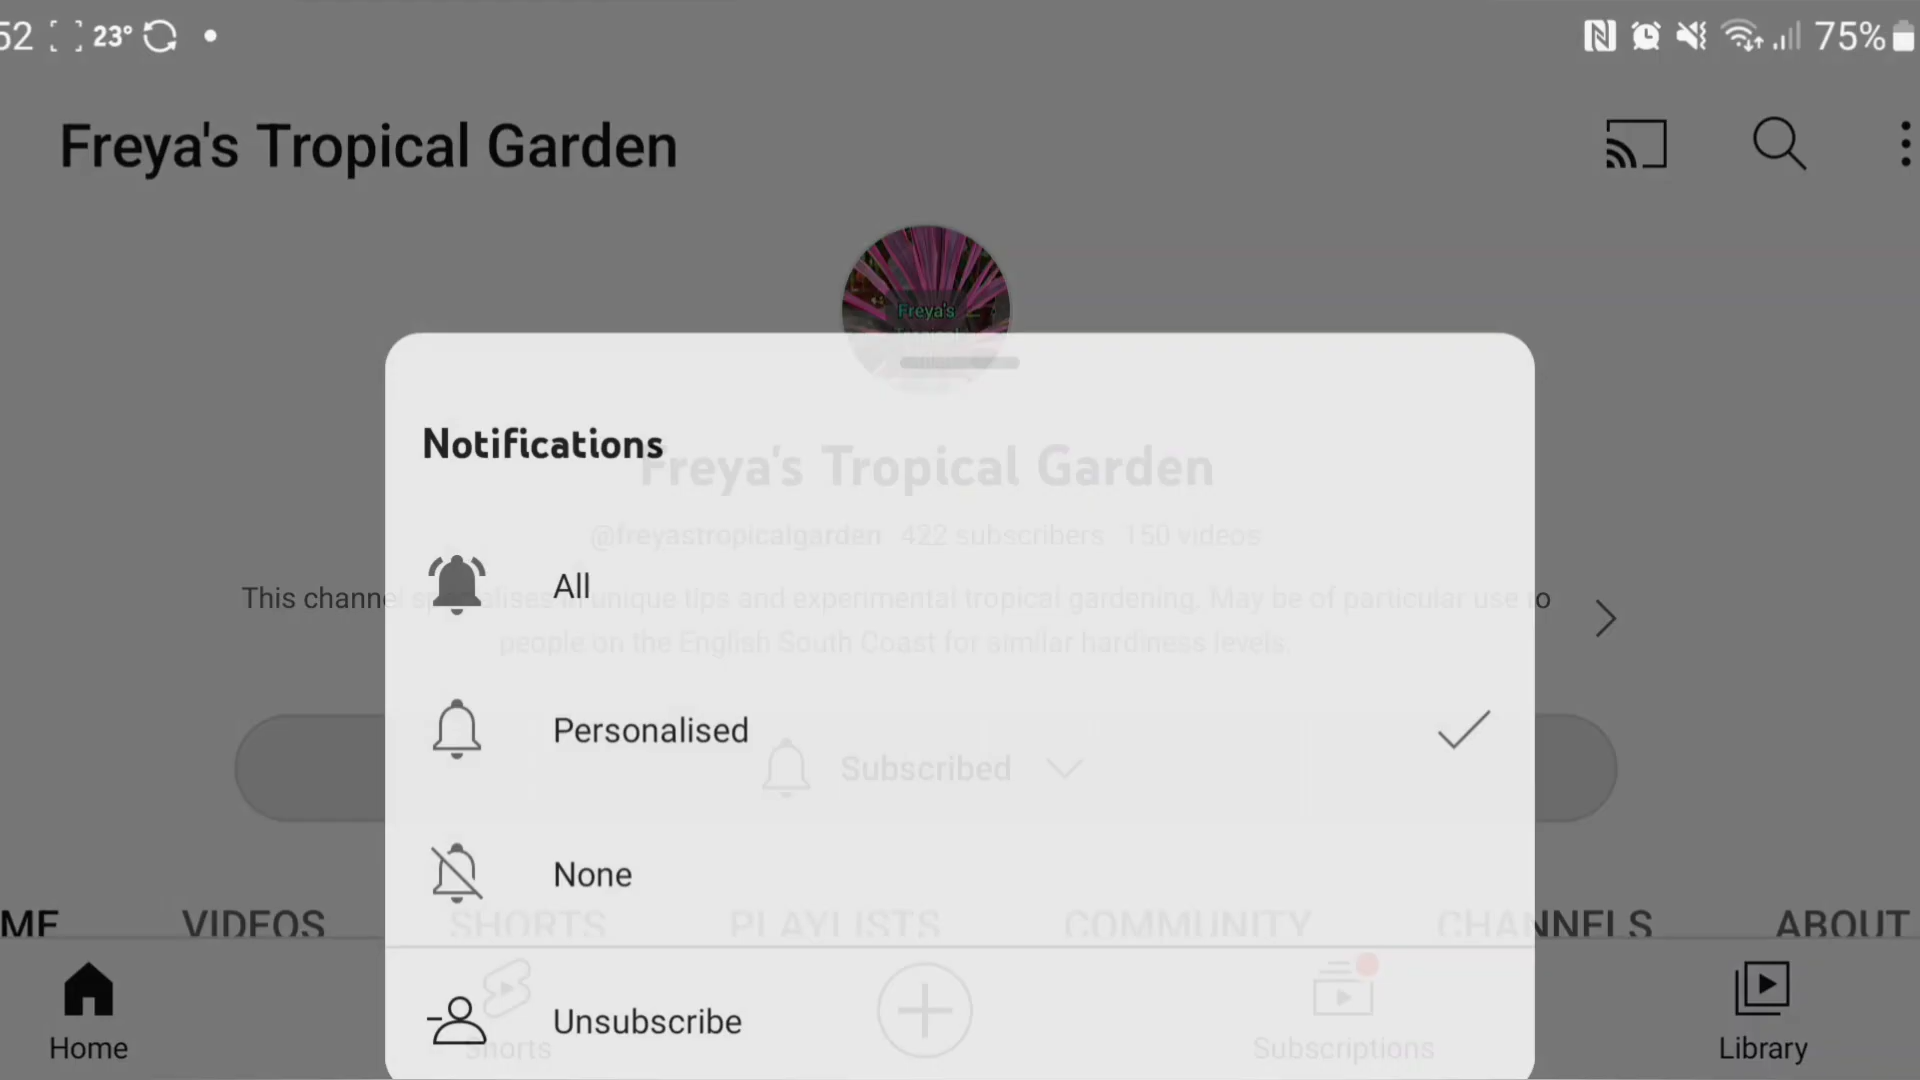 52 23° 75%
Freya's Tropical Garden
Freya's
Notifications
Freya's Tropical Garden
@freyastropicalgarden 422 subscribers 150 videos
All
This channel specialises in unique tips and experimental tropical gardening. May be of particular use to
people on the English South Coast for similar hardiness levels.
Personalised
Subscribed
None
ME VIDEOS SHORTS PLAYLISTS COMMUNITY CHANNELS ABOUT
Unsubscribe
Home Shorts Subscriptions Library